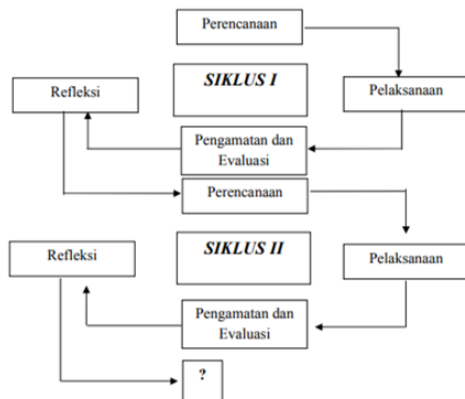 Perencanaan
SIKLUS I
Refleksi
Pelaksanaan
Pengamatan dan
Evaluasi
Perencanaan
SIKLUS II
Refleksi
Pelaksanaan
Pengamatan dan
Evaluasi
?